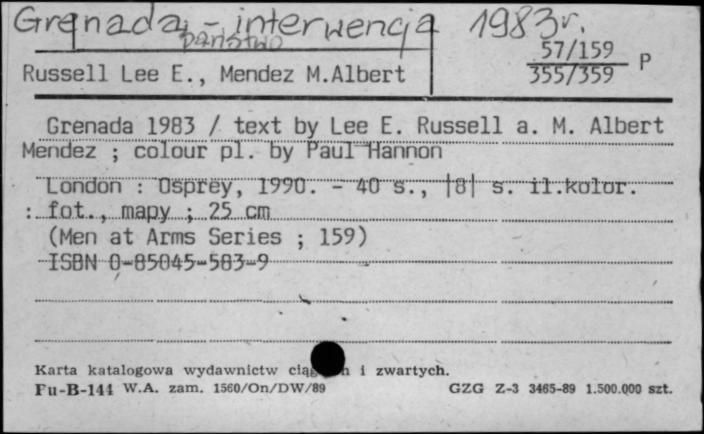 Grenada - interwencja 1983r.
państwo
57/159 P
Russell Lee E., Mendez M.Albert
355/359
Grenada 1983 / text by Lee E. Russell a. M. Albert
Mendez ; colour pl. by Paul Hannon
London : Osprey, 1990. - 40 s., |8| s. il.kolor.
: fot., mapy ; 25 cm
(Men at Arms Series ; 159)
ISBN 0-85045-583-9
Karta katalogowa wydawnictw i zwartych.
Fu-B-144 W.A. zam. 1560/On/DW/89 GZG Z-3 3465-89 1.500.000 szt.